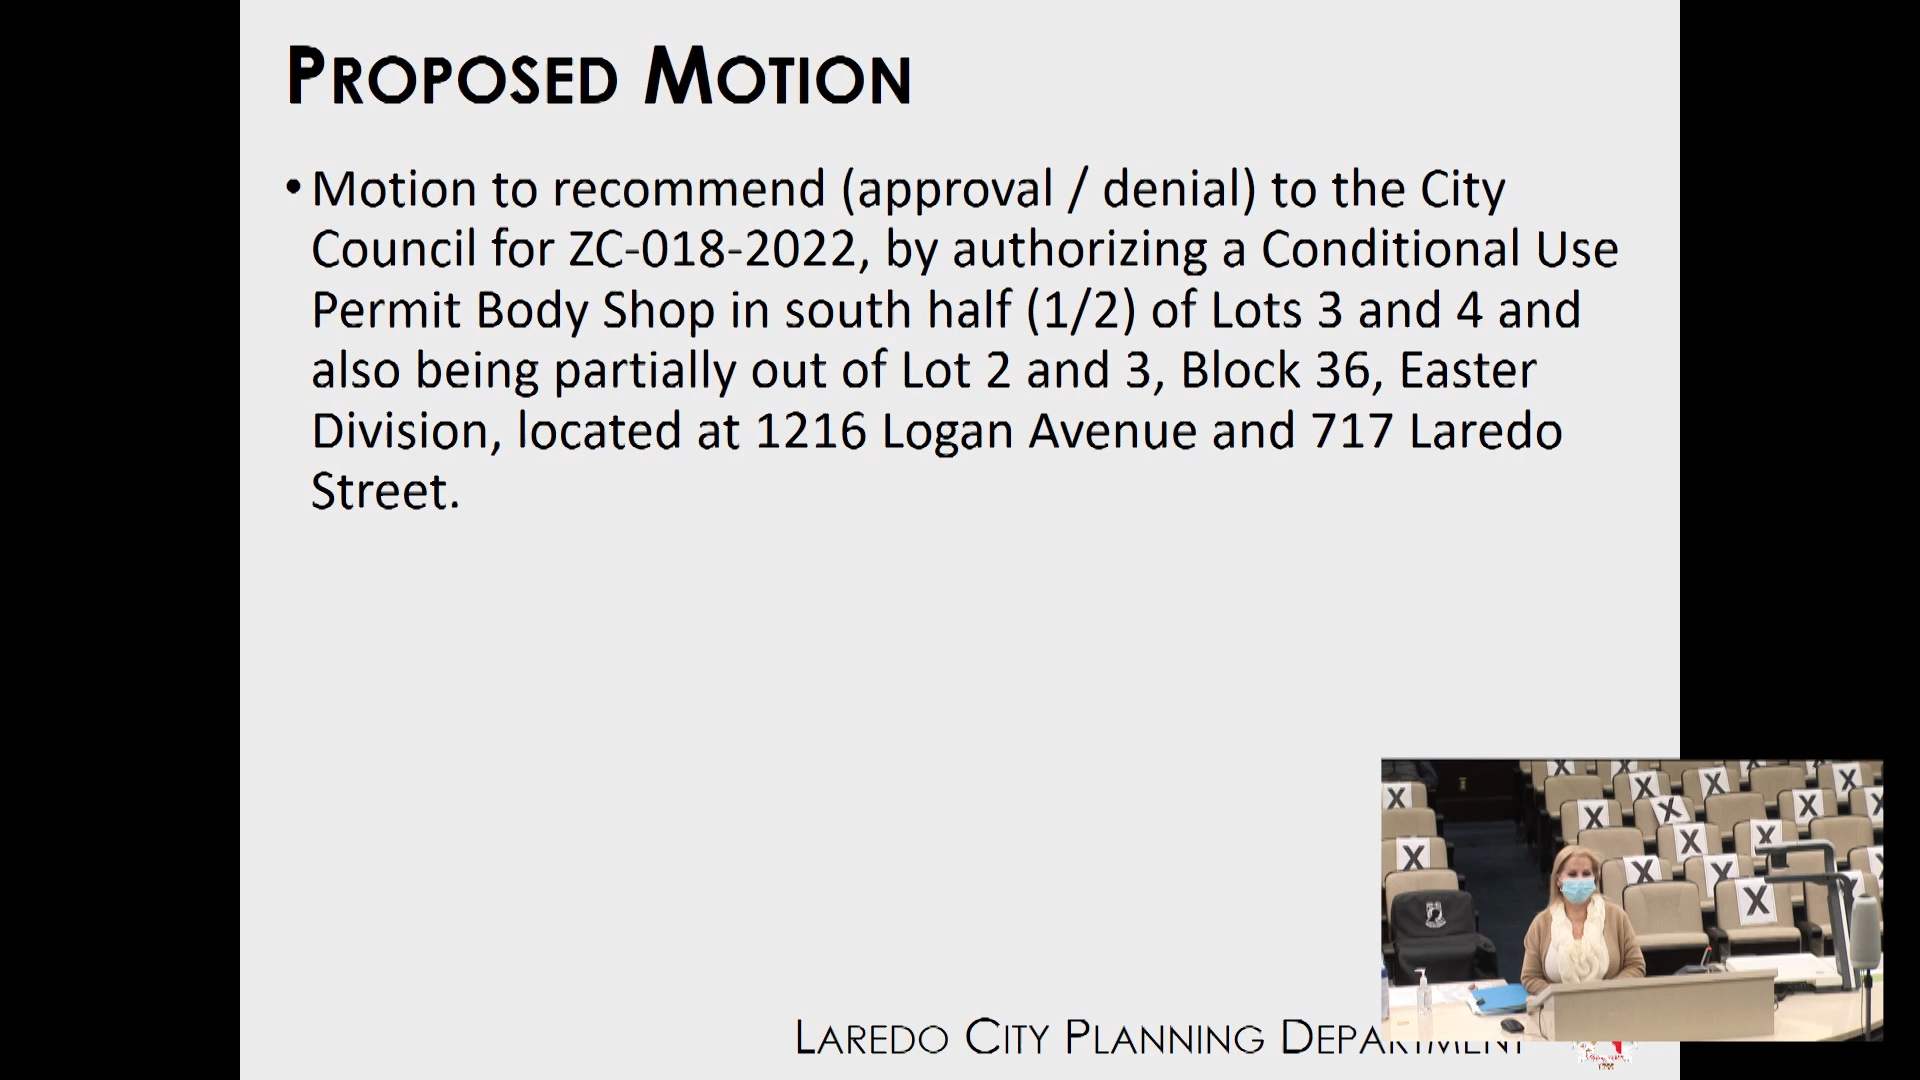 PROPOSED MOTION
• Motion to recommend (approval / denial) to the City
Council for ZC-018-2022, by authorizing a Conditional Use
Permit Body Shop in south half (1/2) of Lots 3 and 4 and
also being partially out of Lot 2 and 3, Block 36, Easter
Division, located at 1216 Logan Avenue and 717 Laredo
Street.
X X X X X X
X X X X X X
X X X X
X X X X
X
LAREDO CITY PLANNING DEPARTMENT